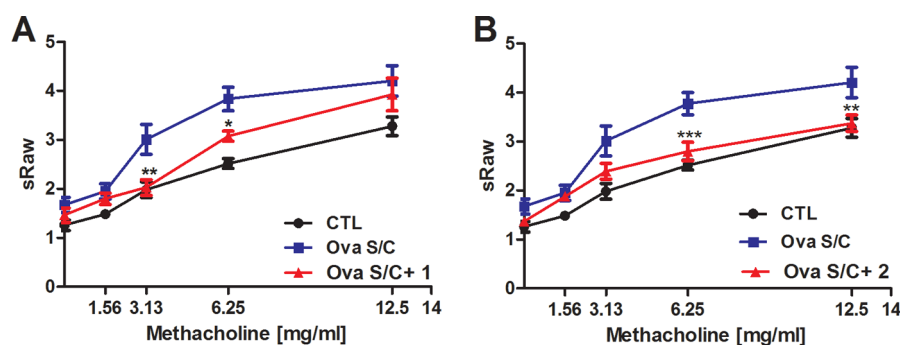 A
5
4
3
2
1
0
sRaw
**
*
CTL
Ova S/C
Ova S/C+ 1
1.56 3.13 6.25 12.5 14
Methacholine [mg/ml]
B
5
4
3
2
1
0
sRaw
***
**
CTL
Ova S/C
Ova S/C+ 2
1.56 3.13 6.25 12.5 14
Methacholine [mg/ml]